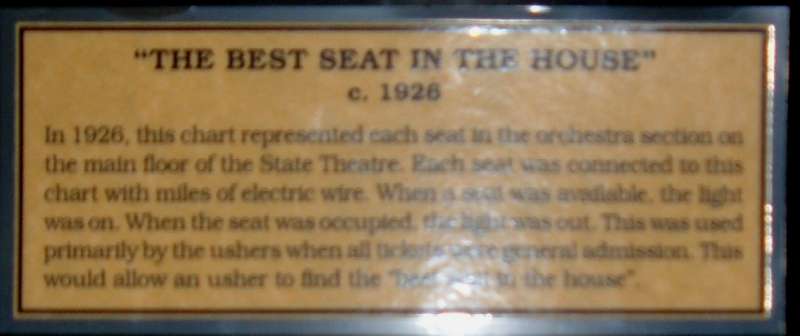 "THE BEST SEAT IN THE HOUSE"
c. 1926
In 1926, this chart represented each seat in the orchestra section on
the main floor of the State Theatre. Each seat was connected to this
chart with miles of electric wire. When a seat was available, the light
was on. When the seat was occupied, the light was out. This was used
primarily by the ushers when all tickets were general admission. This
would allow an usher to find the "best seat in the house".